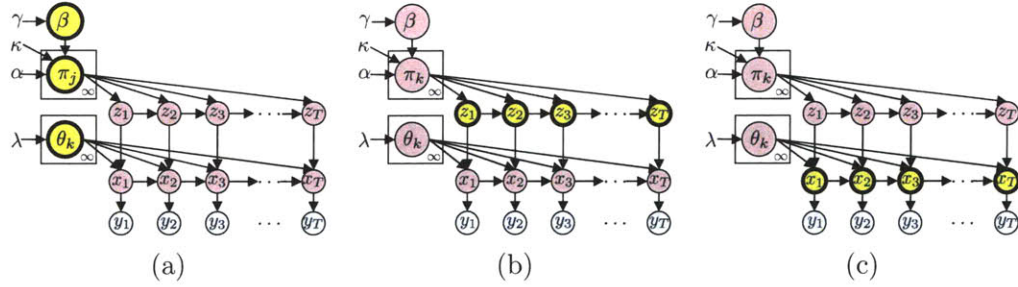 γ β
κ
α π_j ∞
z_1 z_2 z_3 ... z_T
λ θ_k ∞
x_1 x_2 x_3 ... x_T
y_1 y_2 y_3 ... y_T
(a)
γ β
κ
α π_k ∞
z_1 z_2 z_3 ... z_T
λ θ_k ∞
x_1 x_2 x_3 ... x_T
y_1 y_2 y_3 ... y_T
(b)
γ β
κ
α π_k ∞
z_1 z_2 z_3 ... z_T
λ θ_k ∞
x_1 x_2 x_3 ... x_T
y_1 y_2 y_3 ... y_T
(c)